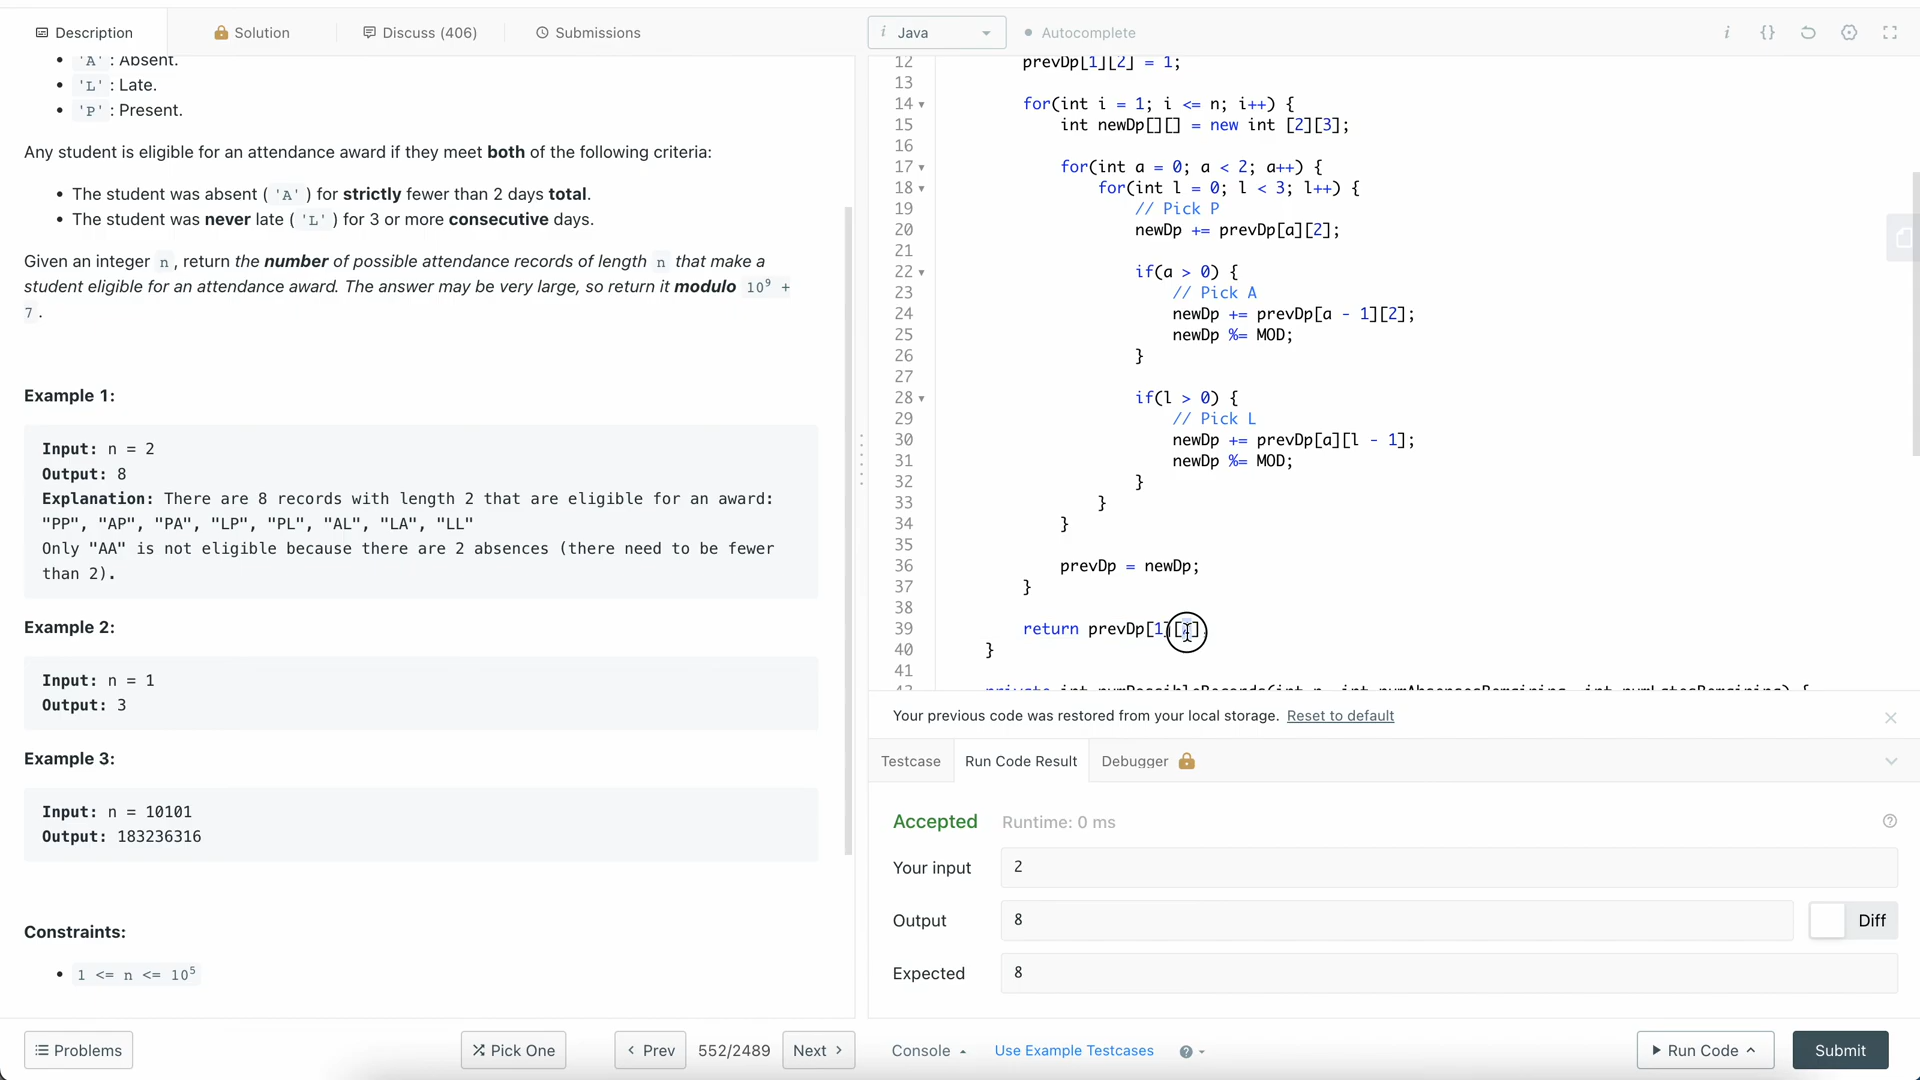 Description
Solution
Discuss (406)
Submissions
• 'A' : Absent.
• 'L' : Late.
• 'P' : Present.
Any student is eligible for an attendance award if they meet both of the following criteria:
• The student was absent ( 'A' ) for strictly fewer than 2 days total.
• The student was never late ( 'L' ) for 3 or more consecutive days.
Given an integer n , return the number of possible attendance records of length n that make a
student eligible for an attendance award. The answer may be very large, so return it modulo 10⁹ +
7 .
Example 1:
Input: n = 2
Output: 8
Explanation: There are 8 records with length 2 that are eligible for an award:
"PP", "AP", "PA", "LP", "PL", "AL", "LA", "LL"
Only "AA" is not eligible because there are 2 absences (there need to be fewer
than 2).
Example 2:
Input: n = 1
Output: 3
Example 3:
Input: n = 10101
Output: 183236316
Constraints:
• 1 <= n <= 10⁵
Problems
Pick One
< Prev
552/2489
Next >
i Java
Autocomplete
i {}
12 prevDp[1][2] = 1;
13
14 for(int i = 1; i <= n; i++) {
15 int newDp[][] = new int [2][3];
16
17 for(int a = 0; a < 2; a++) {
18 for(int l = 0; l < 3; l++) {
19 // Pick P
20 newDp += prevDp[a][2];
21
22 if(a > 0) {
23 // Pick A
24 newDp += prevDp[a - 1][2];
25 newDp %= MOD;
26 }
27
28 if(l > 0) {
29 // Pick L
30 newDp += prevDp[a][l - 1];
31 newDp %= MOD;
32 }
33 }
34 }
35
36 prevDp = newDp;
37 }
38
39 return prevDp[1][
40 }
41
42 private int numPossibleRecords(int n, int numAbsencesRemaining, int numLatesRemaining) {
Your previous code was restored from your local storage. Reset to default
Testcase
Run Code Result
Debugger
Accepted Runtime: 0 ms
Your input 2
Output 8
Diff
Expected 8
Console
Use Example Testcases
Run Code
Submit